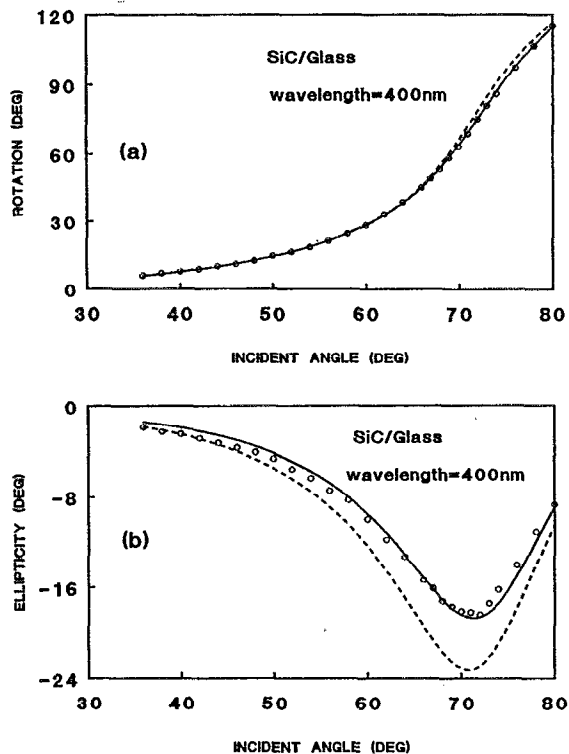 120
90
60
30
0
ROTATION (DEG)
SiC/Glass
wavelength=400nm
(a)
30 40 50 60 70 80
INCIDENT ANGLE (DEG)
0
-8
-16
-24
ELLIPTICITY (DEG)
SiC/Glass
wavelength=400nm
(b)
30 40 50 60 70 80
INCIDENT ANGLE (DEG)